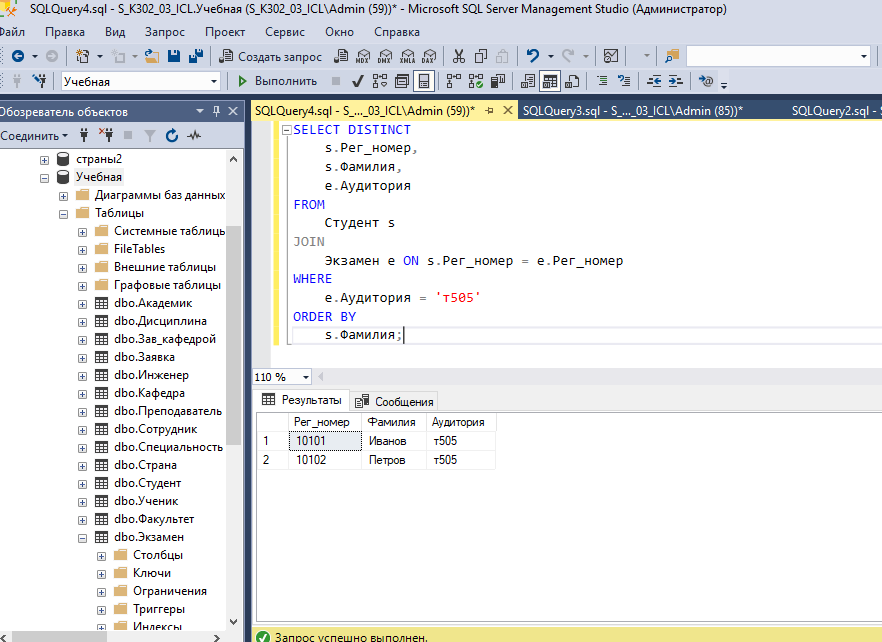 SQLQuery4.sql - S_K302_03_ICL.Учебная (S_K302_03_ICL\Admin (59))* - Microsoft SQL Server Management Studio (Администратор)
Файл Правка Вид Запрос Проект Сервис Окно Справка
Создать запрос MDX DMX XMLA DAX
Учебная Выполнить
Обозреватель объектов
Соединить
страны2
Учебная
Диаграммы баз данных
Таблицы
Системные таблицы
FileTables
Внешние таблицы
Графовые таблицы
dbo.Академик
dbo.Дисциплина
dbo.Зав_кафедрой
dbo.Заявка
dbo.Инженер
dbo.Кафедра
dbo.Преподаватель
dbo.Сотрудник
dbo.Специальность
dbo.Страна
dbo.Студент
dbo.Ученик
dbo.Факультет
dbo.Экзамен
Столбцы
Ключи
Ограничения
Триггеры
Индексы
SQLQuery4.sql - S_..._03_ICL\Admin (59))* SQLQuery3.sql - S_..._03_ICL\Admin (85))* SQLQuery2.sql - S
SELECT DISTINCT
s.Рег_номер,
s.Фамилия,
e.Аудитория
FROM
Студент s
JOIN
Экзамен e ON s.Рег_номер = e.Рег_номер
WHERE
e.Аудитория = 'т505'
ORDER BY
s.Фамилия;
110 %
Результаты Сообщения
Рег_номер Фамилия Аудитория
1 10101 Иванов т505
2 10102 Петров т505
Запрос успешно выполнен.